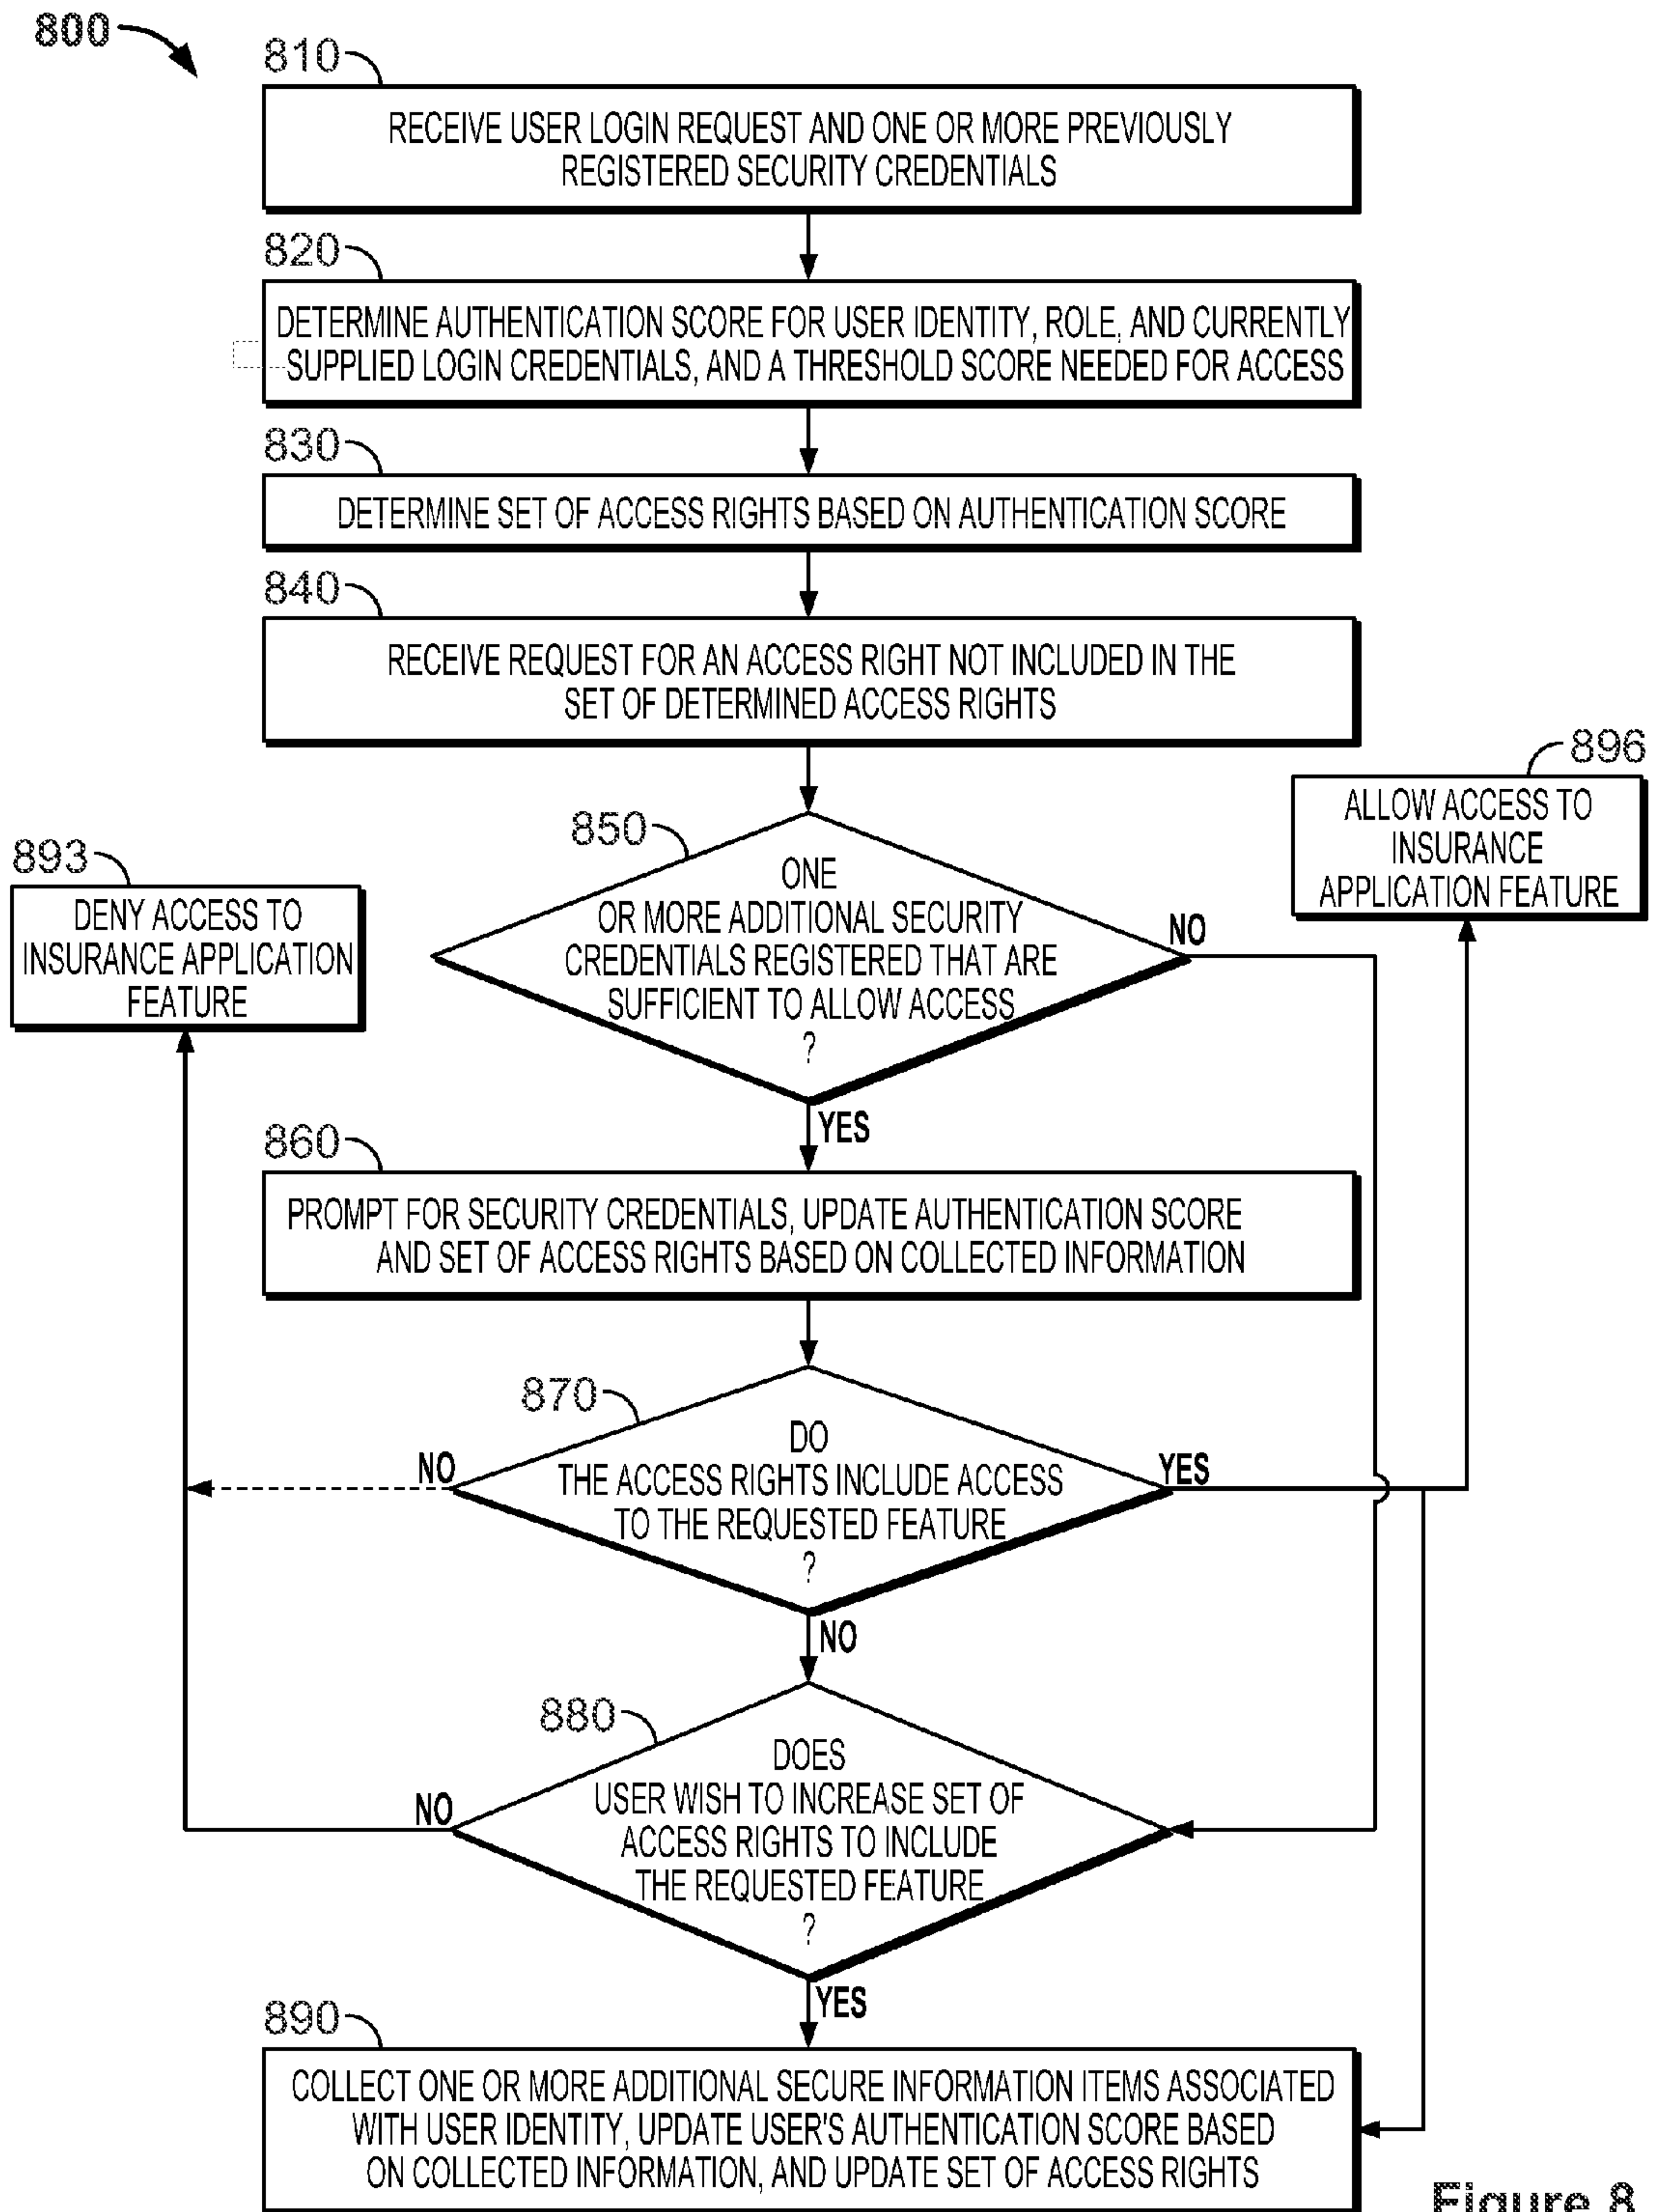 800
810
RECEIVE USER LOGIN REQUEST AND ONE OR MORE PREVIOUSLY
REGISTERED SECURITY CREDENTIALS
820
DETERMINE AUTHENTICATION SCORE FOR USER IDENTITY, ROLE, AND CURRENTLY
SUPPLIED LOGIN CREDENTIALS, AND A THRESHOLD SCORE NEEDED FOR ACCESS
830
DETERMINE SET OF ACCESS RIGHTS BASED ON AUTHENTICATION SCORE
840
RECEIVE REQUEST FOR AN ACCESS RIGHT NOT INCLUDED IN THE
SET OF DETERMINED ACCESS RIGHTS
896
ALLOW ACCESS TO
INSURANCE
APPLICATION FEATURE
893
DENY ACCESS TO
INSURANCE APPLICATION
FEATURE
850
ONE
OR MORE ADDITIONAL SECURITY
CREDENTIALS REGISTERED THAT ARE
SUFFICIENT TO ALLOW ACCESS
?
NO
YES
860
PROMPT FOR SECURITY CREDENTIALS, UPDATE AUTHENTICATION SCORE
AND SET OF ACCESS RIGHTS BASED ON COLLECTED INFORMATION
870
DO
THE ACCESS RIGHTS INCLUDE ACCESS
TO THE REQUESTED FEATURE
?
NO
YES
NO
880
DOES
USER WISH TO INCREASE SET OF
ACCESS RIGHTS TO INCLUDE
THE REQUESTED FEATURE
?
NO
YES
890
COLLECT ONE OR MORE ADDITIONAL SECURE INFORMATION ITEMS ASSOCIATED
WITH USER IDENTITY, UPDATE USER'S AUTHENTICATION SCORE BASED
ON COLLECTED INFORMATION, AND UPDATE SET OF ACCESS RIGHTS
Figure 8